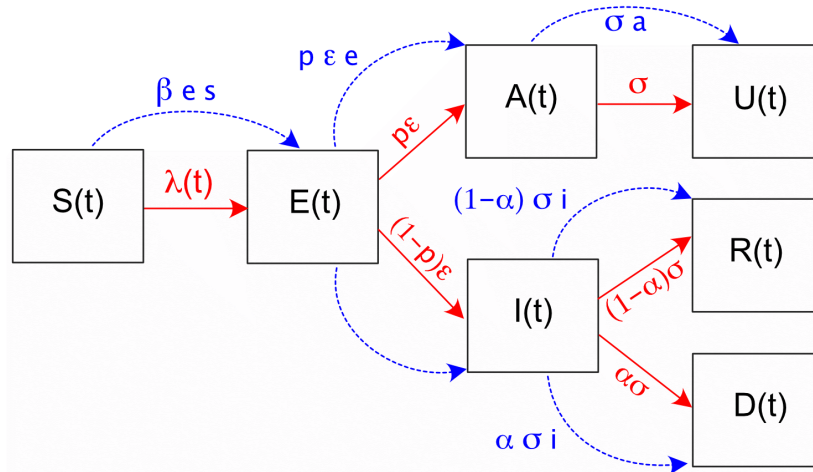 σ a
p ε e
A(t)
σ
U(t)
β e s
pε
S(t)
λ(t)
E(t)
(1−α) σ i
(1-p)ε
R(t)
I(t)
(1−α)σ
ασ
D(t)
α σ i